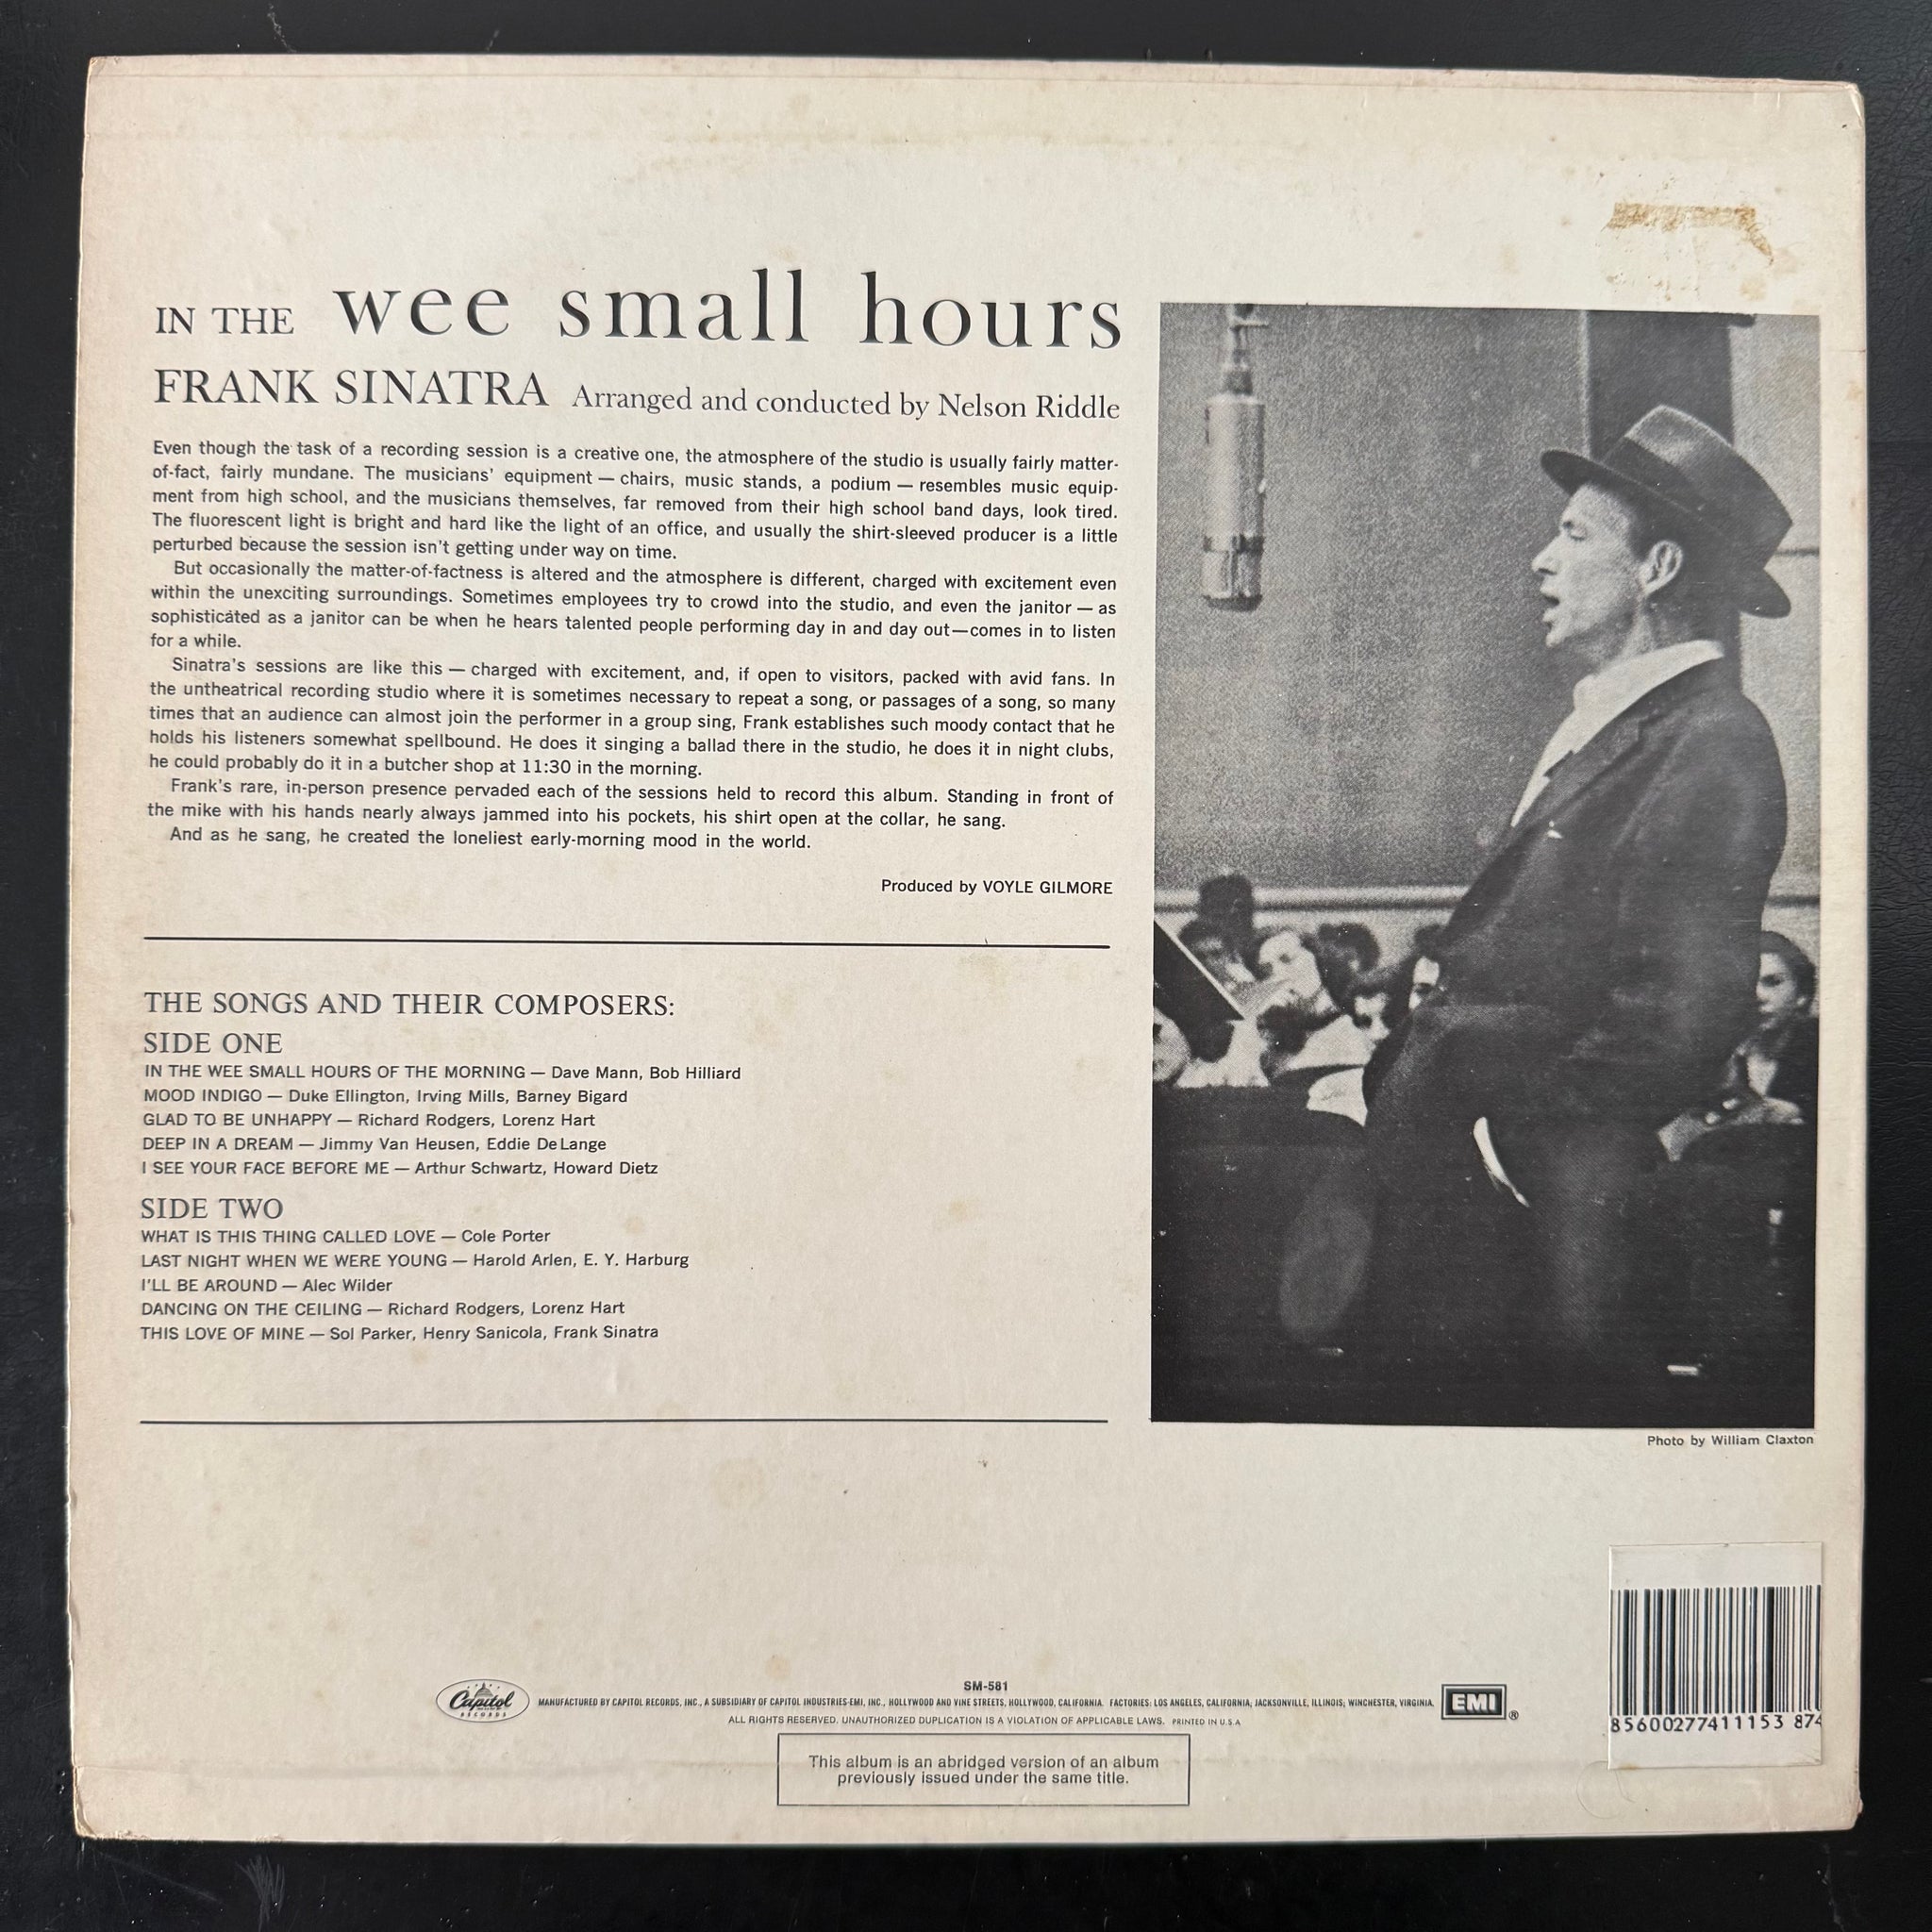 IN THE wee small hours
FRANK SINATRA Arranged and conducted by Nelson Riddle
Even though the task of a recording session is a creative one, the atmosphere of the studio is usually fairly matter-
of-fact, fairly mundane. The musicians' equipment — chairs, music stands, a podium — resembles music equip-
ment from high school, and the musicians themselves, far removed from their high school band days, look tired.
The fluorescent light is bright and hard like the light of an office, and usually the shirt-sleeved producer is a little
perturbed because the session isn't getting under way on time.
But occasionally the matter-of-factness is altered and the atmosphere is different, charged with excitement even
within the unexciting surroundings. Sometimes employees try to crowd into the studio, and even the janitor — as
sophisticated as a janitor can be when he hears talented people performing day in and day out—comes in to listen
for a while.
Sinatra's sessions are like this — charged with excitement, and, if open to visitors, packed with avid fans. In
the untheatrical recording studio where it is sometimes necessary to repeat a song, or passages of a song, so many
times that an audience can almost join the performer in a group sing, Frank establishes such moody contact that he
holds his listeners somewhat spellbound. He does it singing a ballad there in the studio, he does it in night clubs,
he could probably do it in a butcher shop at 11:30 in the morning.
Frank's rare, in-person presence pervaded each of the sessions held to record this album. Standing in front of
the mike with his hands nearly always jammed into his pockets, his shirt open at the collar, he sang.
And as he sang, he created the loneliest early-morning mood in the world.
Produced by VOYLE GILMORE
THE SONGS AND THEIR COMPOSERS:
SIDE ONE
IN THE WEE SMALL HOURS OF THE MORNING — Dave Mann, Bob Hilliard
MOOD INDIGO — Duke Ellington, Irving Mills, Barney Bigard
GLAD TO BE UNHAPPY — Richard Rodgers, Lorenz Hart
DEEP IN A DREAM — Jimmy Van Heusen, Eddie DeLange
I SEE YOUR FACE BEFORE ME — Arthur Schwartz, Howard Dietz
SIDE TWO
WHAT IS THIS THING CALLED LOVE — Cole Porter
LAST NIGHT WHEN WE WERE YOUNG — Harold Arlen, E. Y. Harburg
I'LL BE AROUND — Alec Wilder
DANCING ON THE CEILING — Richard Rodgers, Lorenz Hart
THIS LOVE OF MINE — Sol Parker, Henry Sanicola, Frank Sinatra
Photo by William Claxton
SM-581
Capitol
RECORDS
MANUFACTURED BY CAPITOL RECORDS, INC., A SUBSIDIARY OF CAPITOL INDUSTRIES-EMI, INC., HOLLYWOOD AND VINE STREETS, HOLLYWOOD, CALIFORNIA. FACTORIES: LOS ANGELES, CALIFORNIA; JACKSONVILLE, ILLINOIS; WINCHESTER, VIRGINIA.
EMI ®
ALL RIGHTS RESERVED. UNAUTHORIZED DUPLICATION IS A VIOLATION OF APPLICABLE LAWS. PRINTED IN U.S.A
85600277411153 874
This album is an abridged version of an album
previously issued under the same title.